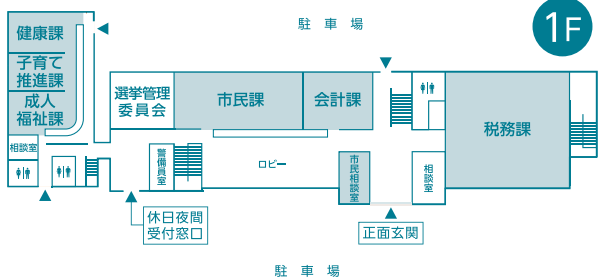 駐車場
1F
健康課
子育て
推進課
成人
福祉課
選挙管理
委員会
市民課
会計課
税務課
相談室
警備員室
ロビー
市民相談室
相談室
休日夜間
受付窓口
正面玄関
駐車場